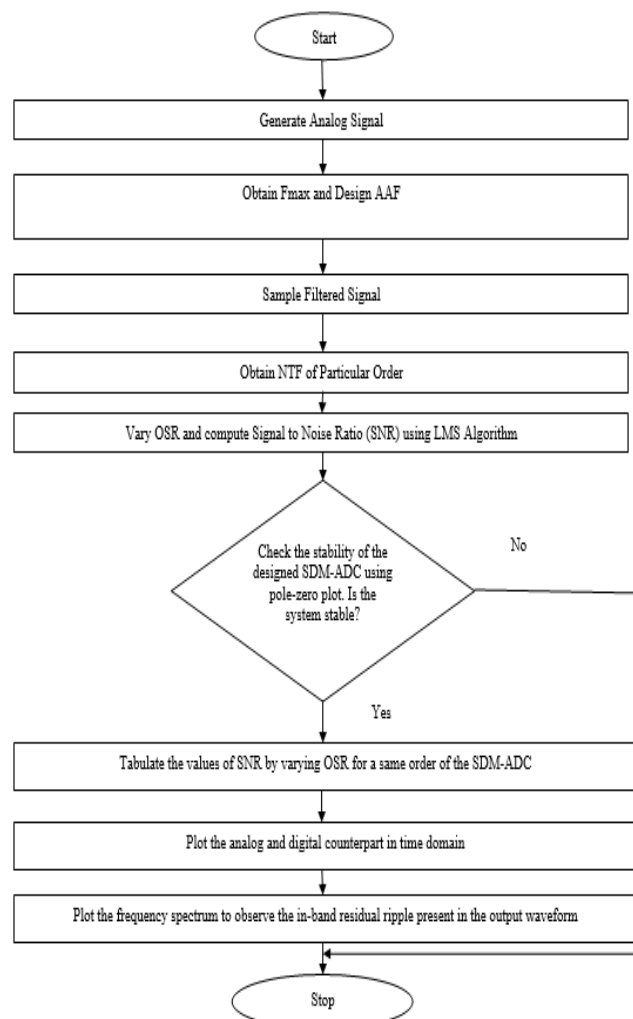 Start
Generate Analog Signal
Obtain Fmax and Design AAF
Sample Filtered Signal
Obtain NTF of Particular Order
Vary OSR and compute Signal to Noise Ratio (SNR) using LMS Algorithm
Check the stability of the
designed SDM-ADC using
pole-zero plot. Is the
system stable?
No
Yes
Tabulate the values of SNR by varying OSR for a same order of the SDM-ADC
Plot the analog and digital counterpart in time domain
Plot the frequency spectrum to observe the in-band residual ripple present in the output waveform
Stop